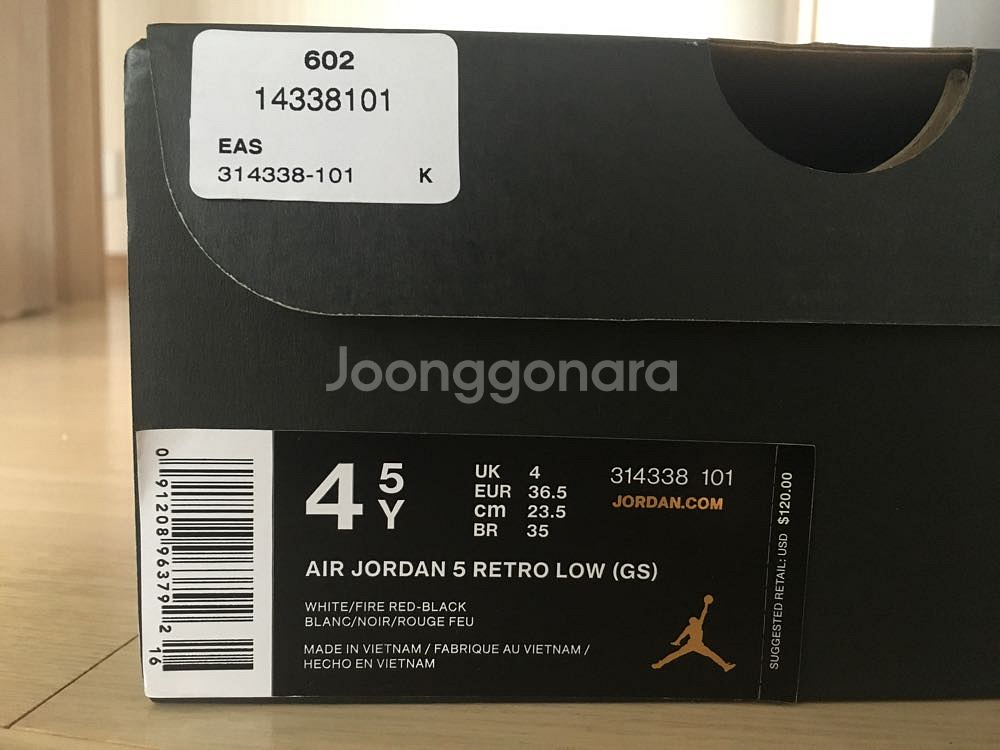 602
14338101
EAS
314338-101 K
Joonggonara
4 5 Y
UK 4
EUR 36.5
cm 23.5
BR 35
314338 101
JORDAN.COM
AIR JORDAN 5 RETRO LOW (GS)
WHITE/FIRE RED-BLACK
BLANC/NOIR/ROUGE FEU
MADE IN VIETNAM / FABRIQUE AU VIETNAM /
HECHO EN VIETNAM
SUGGESTED RETAIL: USD $120.00
0 91208 96379 2 16